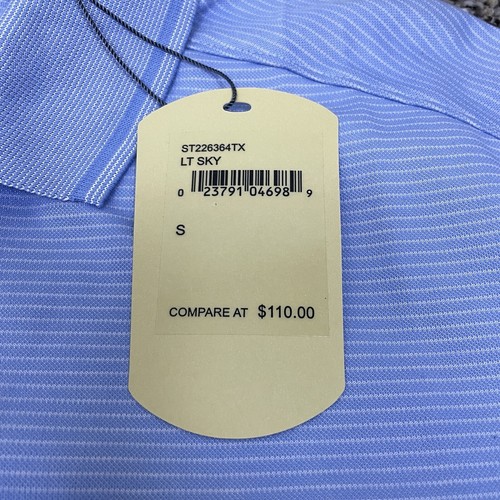 ST226364TX
LT SKY
0 23791 04698 9
S
COMPARE AT $110.00